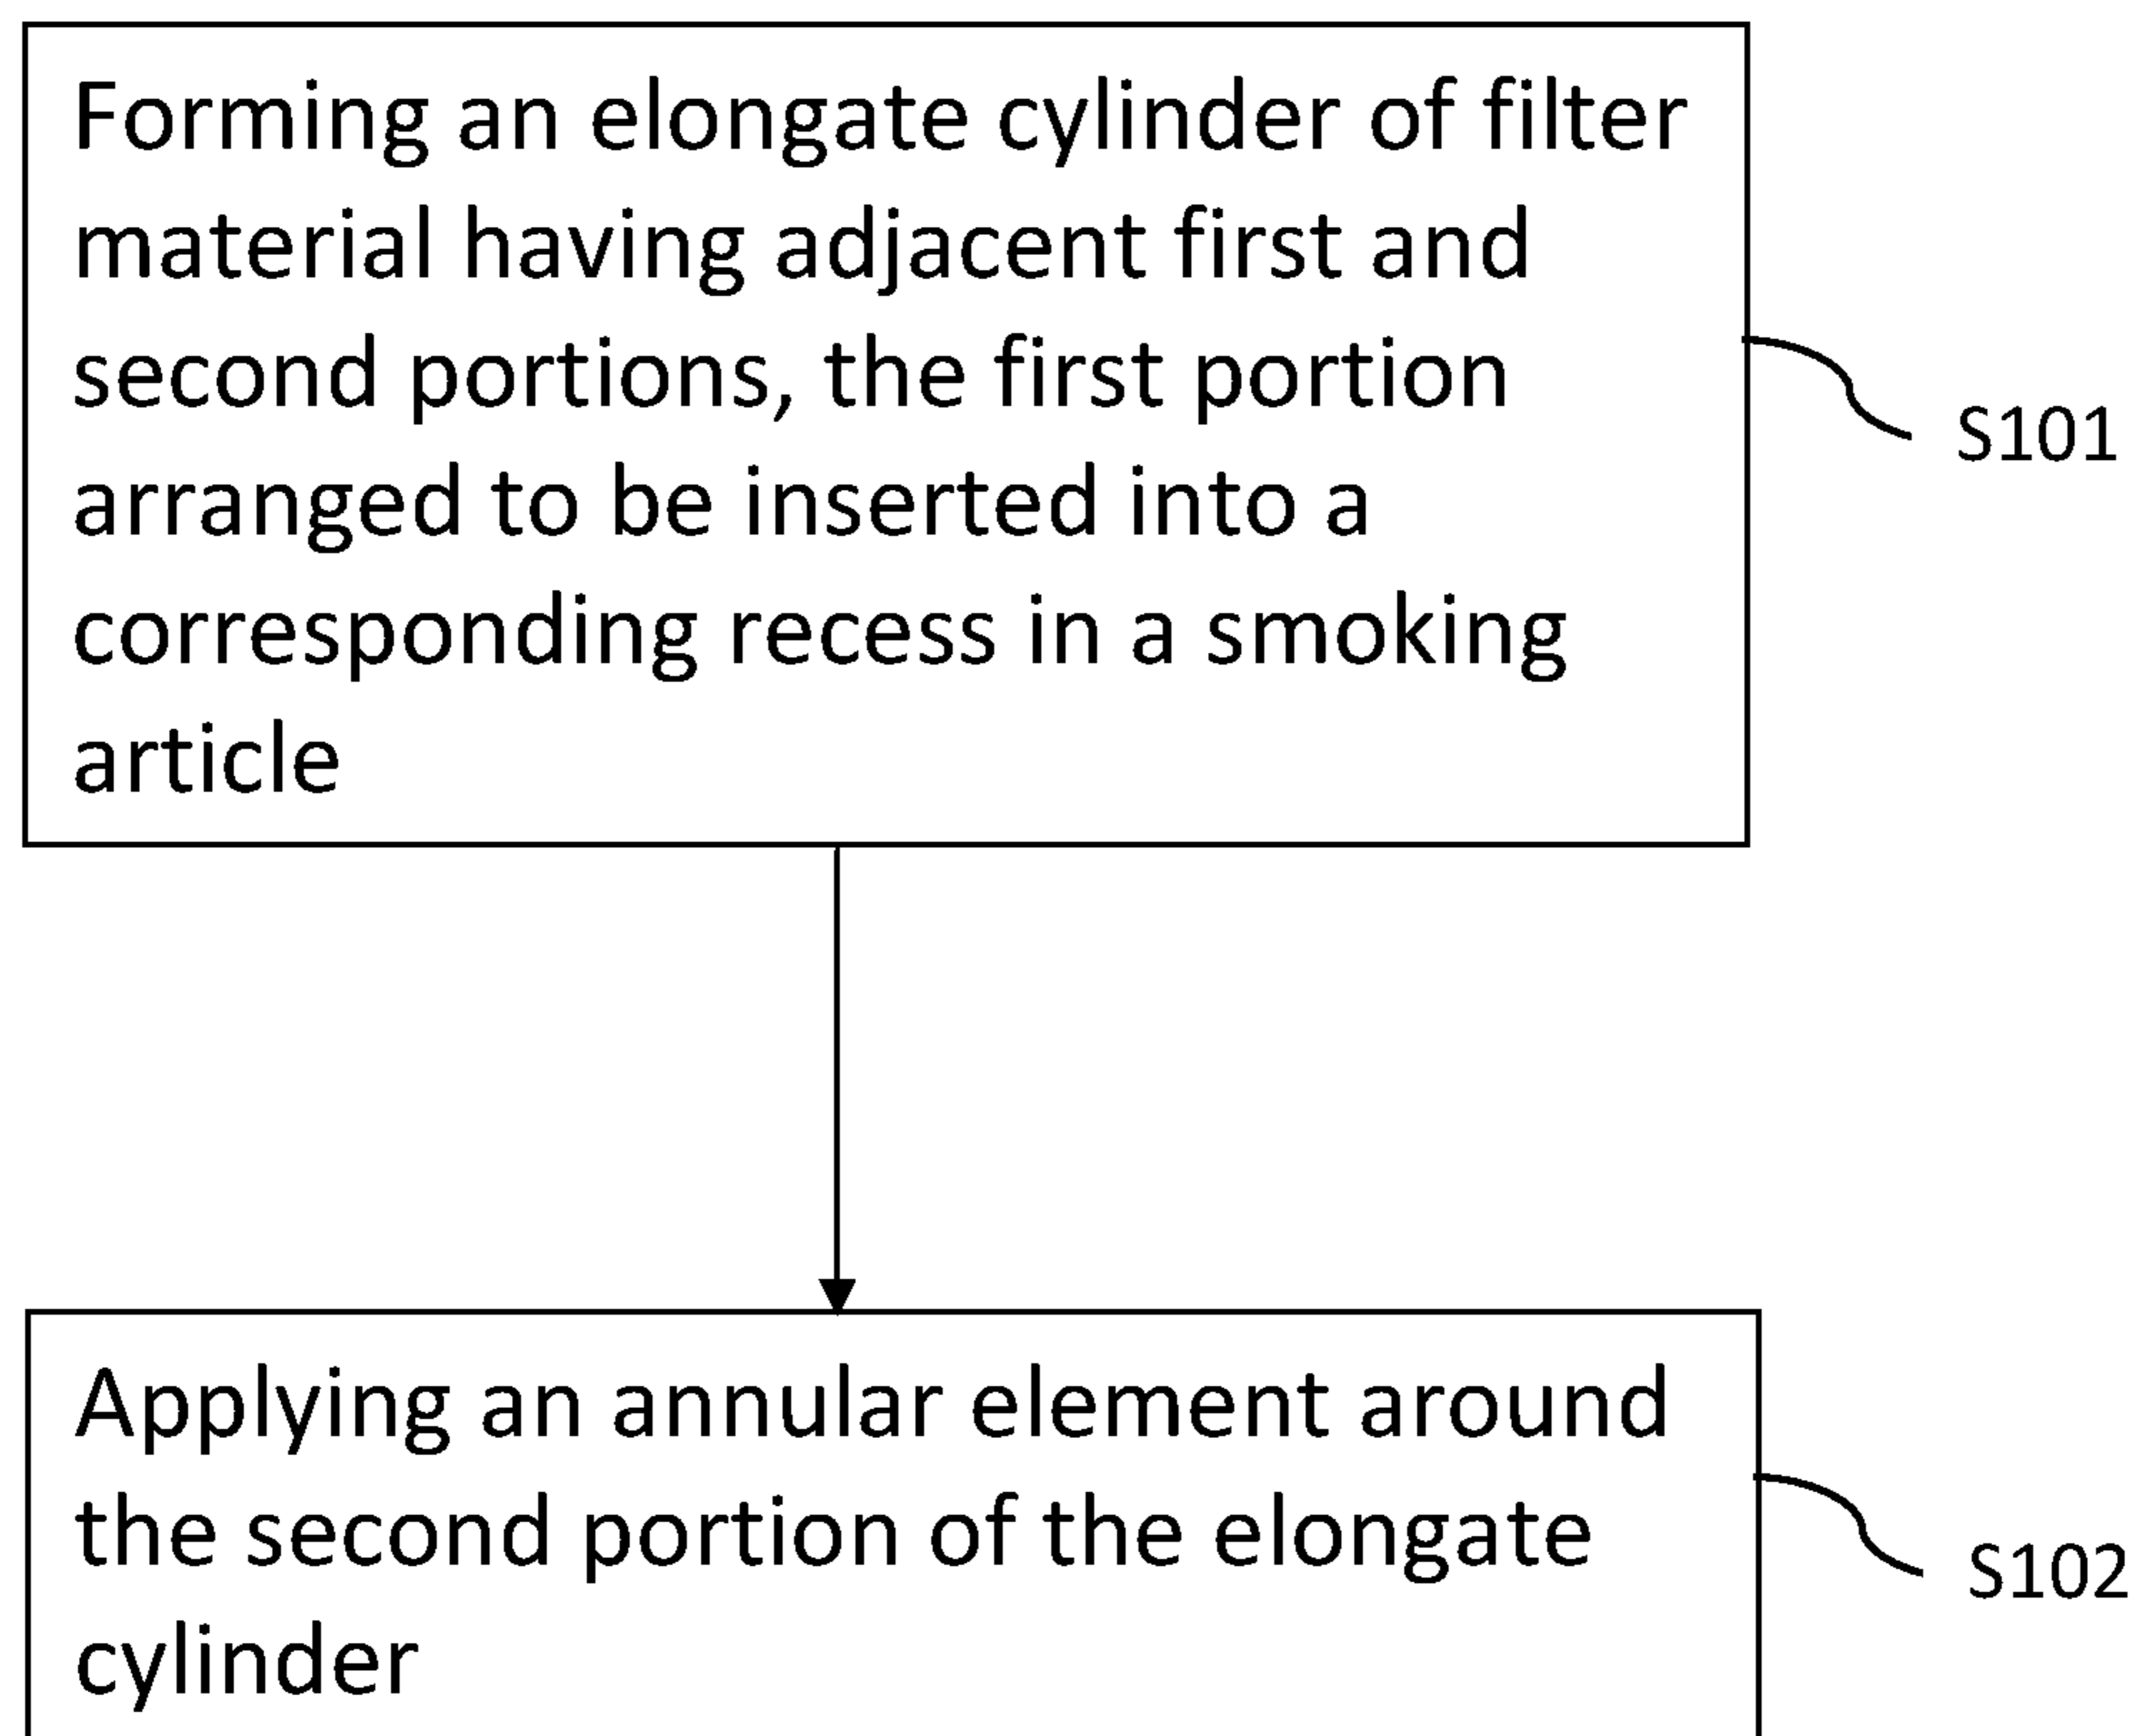 Forming an elongate cylinder of filter
material having adjacent first and
second portions, the first portion
arranged to be inserted into a
corresponding recess in a smoking
article
S101
Applying an annular element around
the second portion of the elongate
cylinder
S102